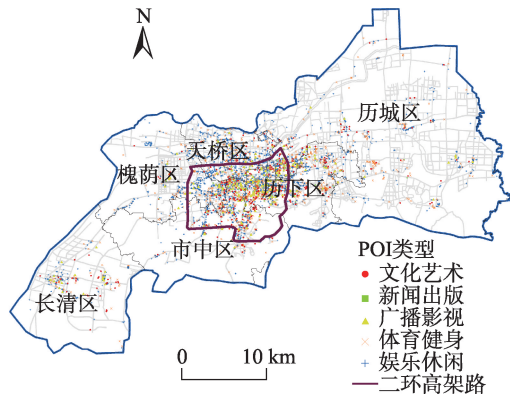 N
历城区
天桥区
槐荫区
历下区
市中区
长清区
POI类型
文化艺术
新闻出版
广播影视
体育健身
娱乐休闲
二环高架路
0 10 km